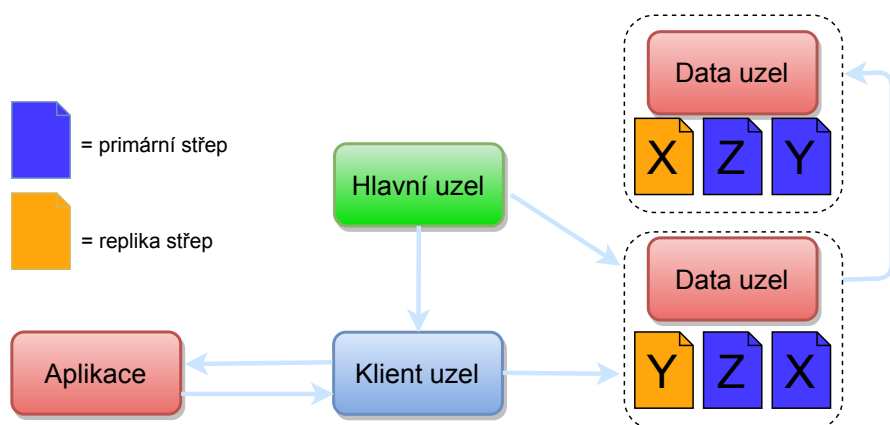 = primární střep
= replika střep
Hlavní uzel
Aplikace
Klient uzel
Data uzel
X Z Y
Data uzel
Y Z X